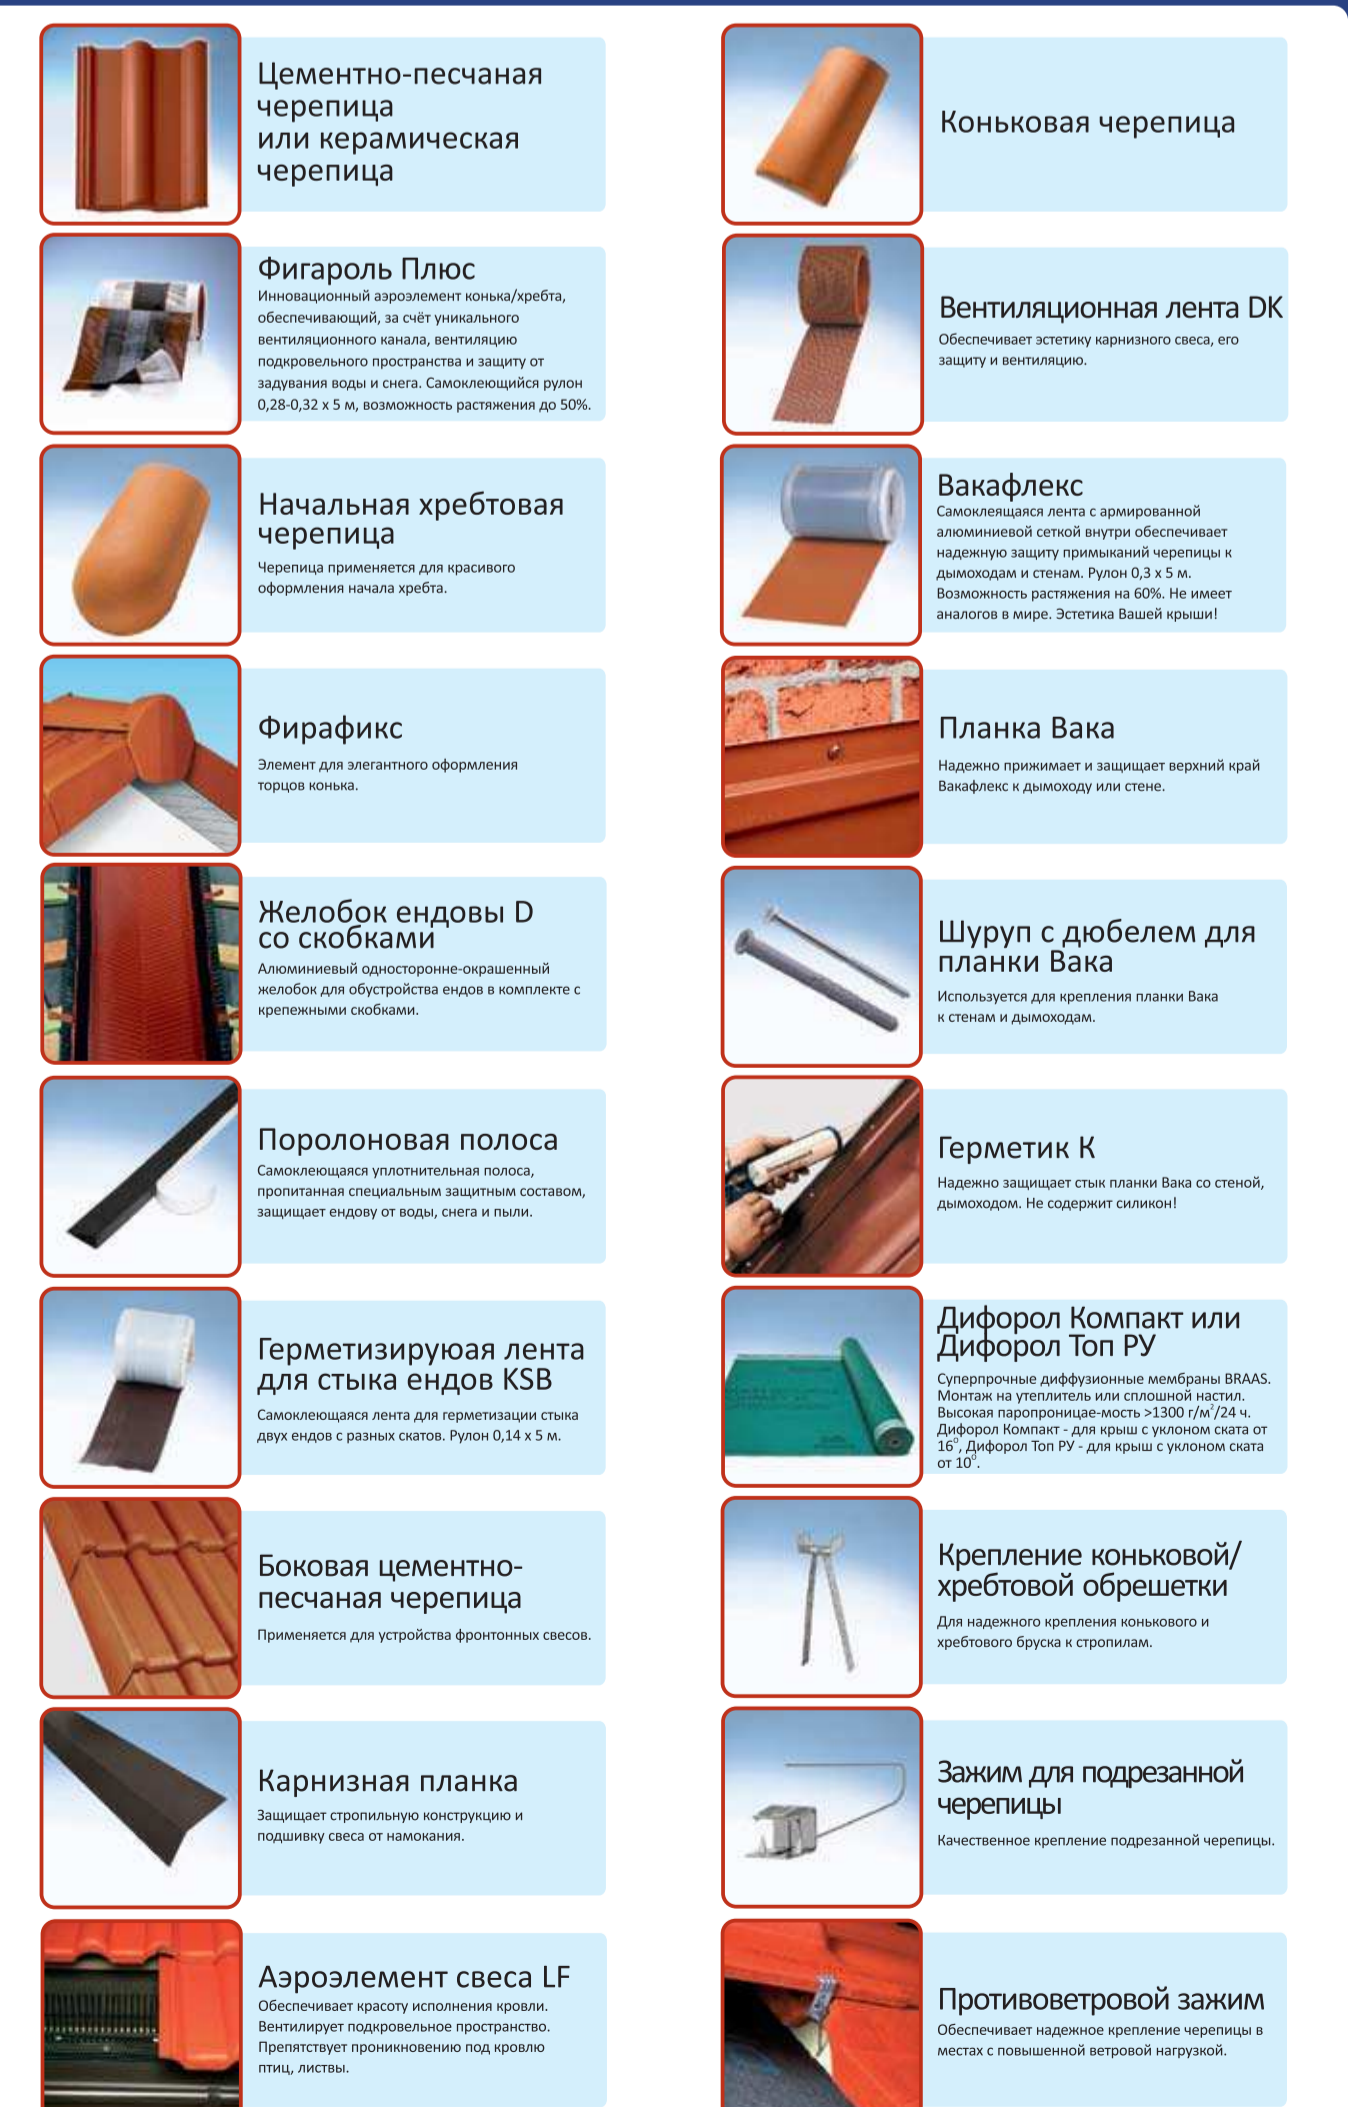 Цементно-песчаная
черепица
или керамическая
черепица
Коньковая черепица
Фигароль Плюс
Инновационный аэроэлемент конька/хребта,
обеспечивающий, за счёт уникального
вентиляционного канала, вентиляцию
подкровельного пространства и защиту от
задувания воды и снега. Самоклеющийся рулон
0,28-0,32 х 5 м, возможность растяжения до 50%.
Вентиляционная лента DK
Обеспечивает эстетику карнизного свеса, его
защиту и вентиляцию.
Начальная хребтовая
черепица
Черепица применяется для красивого
оформления начала хребта.
Вакафлекс
Самоклеящаяся лента с армированной
алюминиевой сеткой внутри обеспечивает
надежную защиту примыканий черепицы к
дымоходам и стенам. Рулон 0,3 х 5 м.
Возможность растяжения на 60%. Не имеет
аналогов в мире. Эстетика Вашей крыши!
Фирафикс
Элемент для элегантного оформления
торцов конька.
Планка Вака
Надежно прижимает и защищает верхний край
Вакафлекс к дымоходу или стене.
Желобок ендовы D
со скобками
Алюминиевый односторонне-окрашенный
желобок для обустройства ендов в комплекте с
крепежными скобками.
Шуруп с дюбелем для
планки Вака
Используется для крепления планки Вака
к стенам и дымоходам.
Поролоновая полоса
Самоклеющаяся уплотнительная полоса,
пропитанная специальным защитным составом,
защищает ендову от воды, снега и пыли.
Герметик К
Надежно защищает стык планки Вака со стеной,
дымоходом. Не содержит силикон!
Герметизируюая лента
для стыка ендов KSB
Самоклеющаяся лента для герметизации стыка
двух ендов с разных скатов. Рулон 0,14 х 5 м.
Дифорол Компакт или
Дифорол Топ РУ
Суперпрочные диффузионные мембраны BRAAS.
Монтаж на утеплитель или сплошной настил.
Высокая паропроницае-мость >1300 г/м²/24 ч.
Дифорол Компакт - для крыш с уклоном ската от
16°, Дифорол Топ РУ - для крыш с уклоном ската
от 10°.
Боковая цементно-
песчаная черепица
Применяется для устройства фронтонных свесов.
Крепление коньковой/
хребтовой обрешетки
Для надежного крепления конькового и
хребтового бруска к стропилам.
Карнизная планка
Защищает стропильную конструкцию и
подшивку свеса от намокания.
Зажим для подрезанной
черепицы
Качественное крепление подрезанной черепицы.
Аэроэлемент свеса LF
Обеспечивает красоту исполнения кровли.
Вентилирует подкровельное пространство.
Препятствует проникновению под кровлю
птиц, листвы.
Противоветровой зажим
Обеспечивает надежное крепление черепицы в
местах с повышенной ветровой нагрузкой.